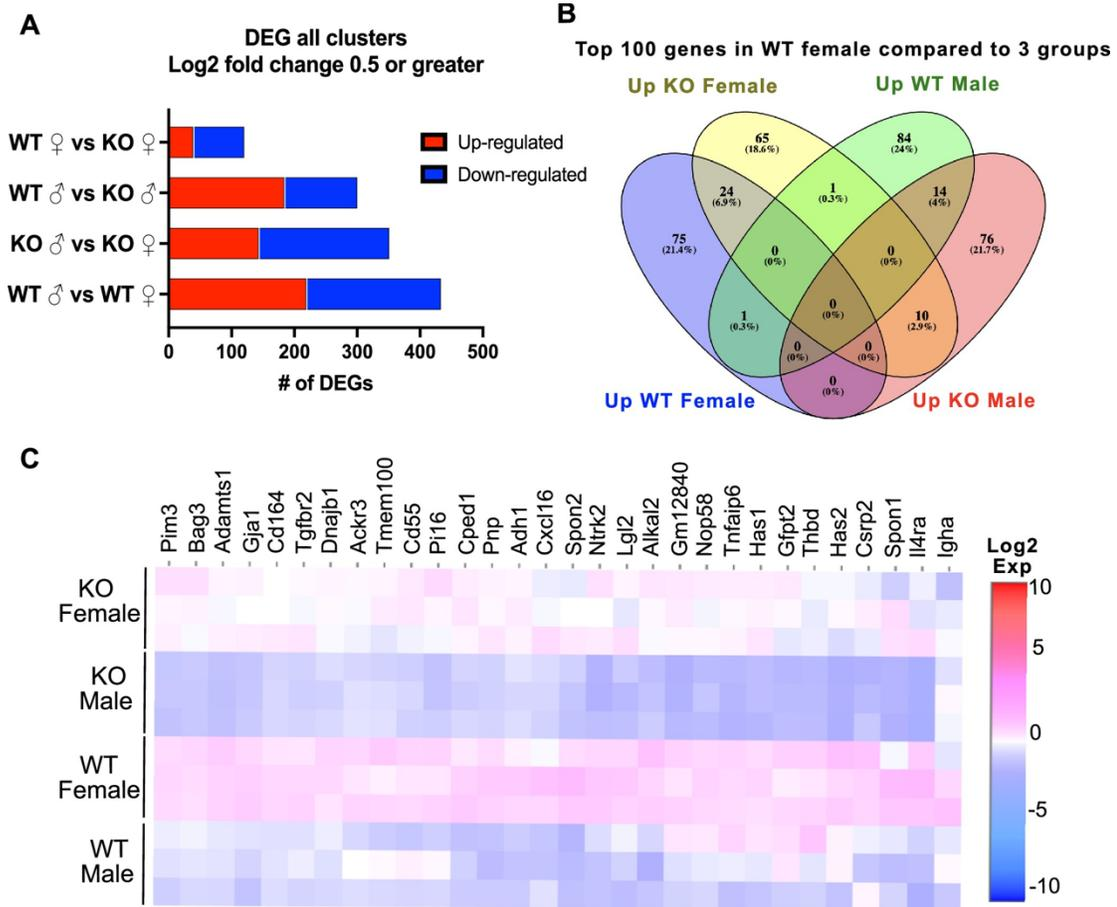 A
DEG all clusters
Log2 fold change 0.5 or greater
WT ♀ vs KO ♀
WT ♂ vs KO ♂
KO ♂ vs KO ♀
WT ♂ vs WT ♀
Up-regulated
Down-regulated
0 100 200 300 400 500
# of DEGs
B
Top 100 genes in WT female compared to 3 groups
Up KO Female
Up WT Male
65
(18.6%)
84
(24%)
24
(6.9%)
1
(0.3%)
14
(4%)
75
(21.4%)
0
(0%)
0
(0%)
76
(21.7%)
0
(0%)
1
(0.3%)
10
(2.9%)
0
(0%)
0
(0%)
0
(0%)
Up WT Female
Up KO Male
C
Pim3
Bag3
Adamts1
Gja1
Cd164
Tgfbr2
Dnajb1
Ackr3
Tmem100
Cd55
Pi16
Cped1
Pnp
Adh1
Cxcl16
Spon2
Ntrk2
Lgl2
Alkal2
Gm12840
Nop58
Tnfaip6
Has1
Gfpt2
Thbd
Has2
Csrp2
Spon1
Il4ra
Igha
KO
Female
KO
Male
WT
Female
WT
Male
Log2
Exp
10
5
0
-5
-10